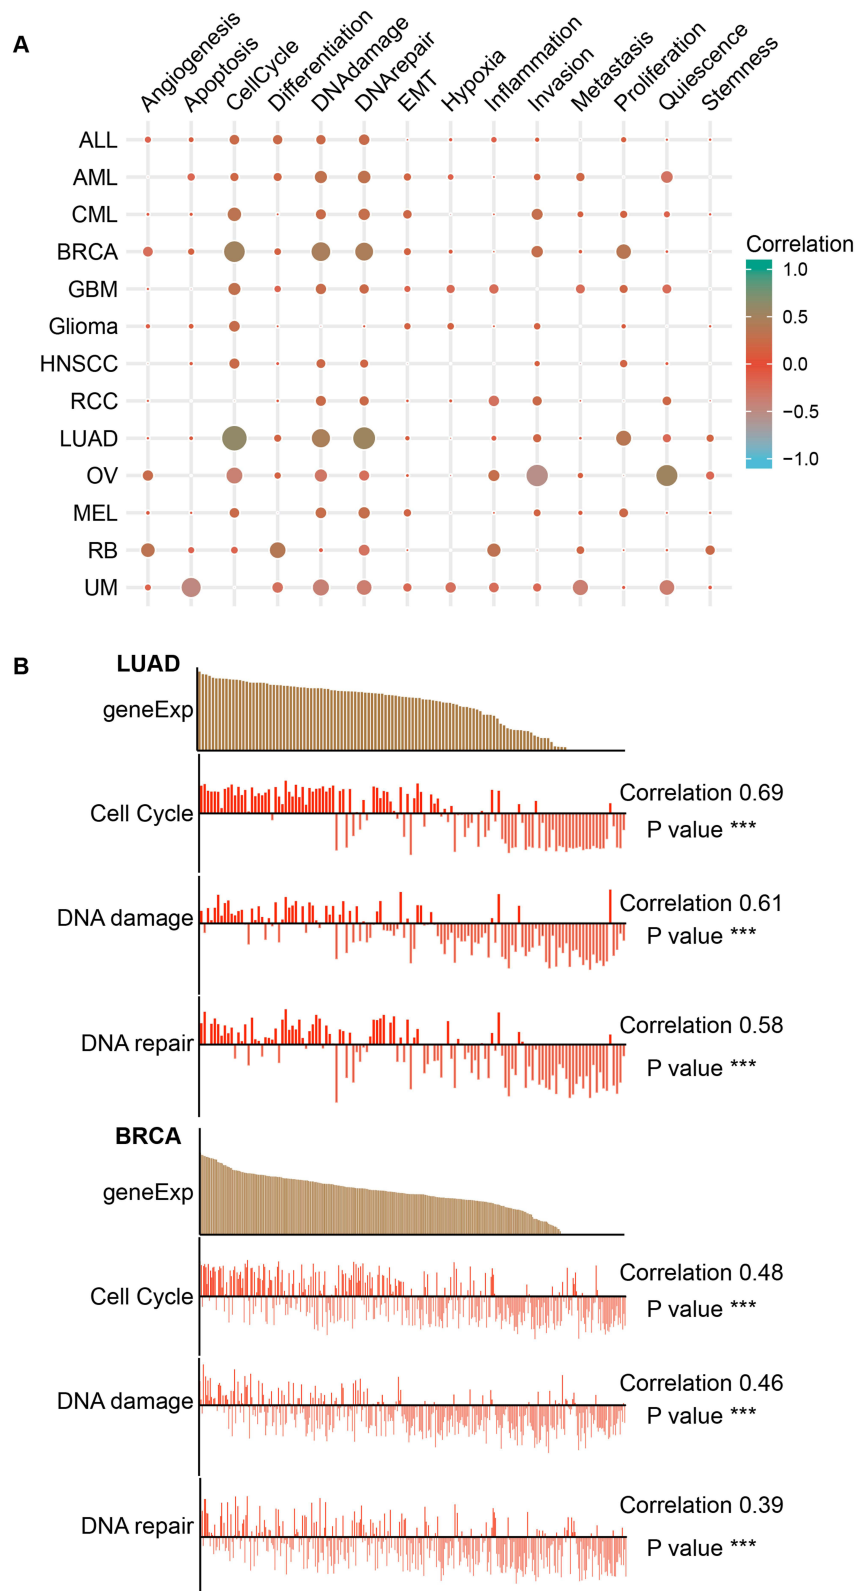 A
Angiogenesis
Apoptosis
CellCycle
Differentiation
DNAdamage
DNArepair
EMT
Hypoxia
Inflammation
Invasion
Metastasis
Proliferation
Quiescence
Stemness
ALL
AML
CML
BRCA
GBM
Glioma
HNSCC
RCC
LUAD
OV
MEL
RB
UM
Correlation
1.0
0.5
0.0
−0.5
−1.0
B
LUAD
geneExp
Cell Cycle
Correlation 0.69
P value ***
DNA damage
Correlation 0.61
P value ***
DNA repair
Correlation 0.58
P value ***
BRCA
geneExp
Cell Cycle
Correlation 0.48
P value ***
DNA damage
Correlation 0.46
P value ***
DNA repair
Correlation 0.39
P value ***